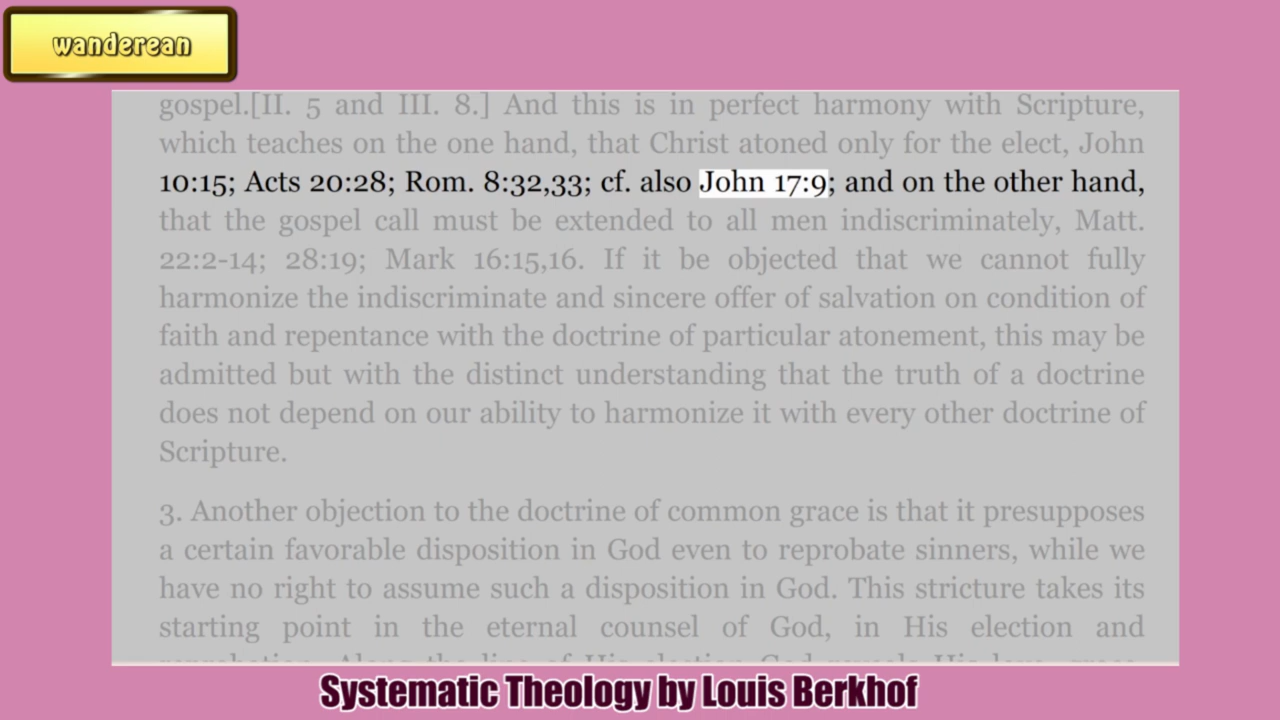 wanderean
gospel.[II. 5 and III. 8.] And this is in perfect harmony with Scripture,
which teaches on the one hand, that Christ atoned only for the elect, John
10:15; Acts 20:28; Rom. 8:32,33; cf. also John 17:9; and on the other hand,
that the gospel call must be extended to all men indiscriminately, Matt.
22:2-14; 28:19; Mark 16:15,16. If it be objected that we cannot fully
harmonize the indiscriminate and sincere offer of salvation on condition of
faith and repentance with the doctrine of particular atonement, this may be
admitted but with the distinct understanding that the truth of a doctrine
does not depend on our ability to harmonize it with every other doctrine of
Scripture.
3. Another objection to the doctrine of common grace is that it presupposes
a certain favorable disposition in God even to reprobate sinners, while we
have no right to assume such a disposition in God. This stricture takes its
starting point in the eternal counsel of God, in His election and
Systematic Theology by Louis Berkhof